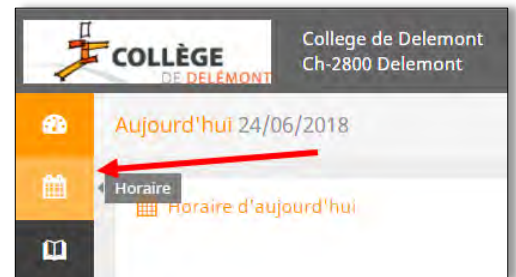 COLLÈGE
DE DELÉMONT
College de Delemont
Ch-2800 Delemont
Aujourd'hui 24/06/2018
Horaire
Horaire d'aujourd'hui